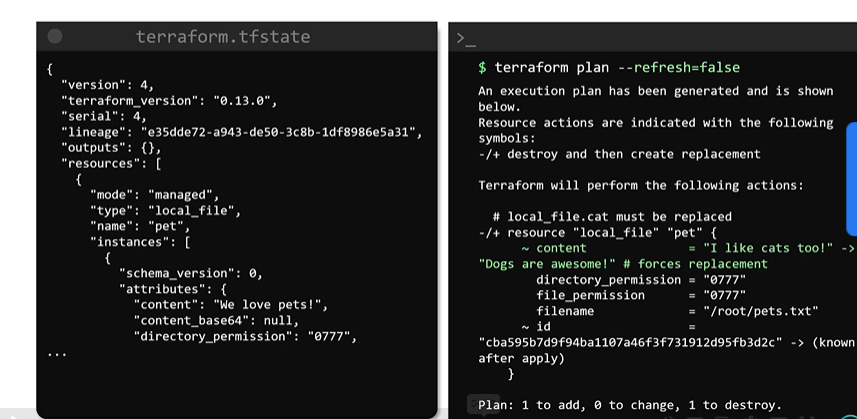 terraform.tfstate
{
"version": 4,
"terraform_version": "0.13.0",
"serial": 4,
"lineage": "e35dde72-a943-de50-3c8b-1df8986e5a31",
"outputs": {},
"resources": [
{
"mode": "managed",
"type": "local_file",
"name": "pet",
"instances": [
{
"schema_version": 0,
"attributes": {
"content": "We love pets!",
"content_base64": null,
"directory_permission": "0777",
...
>_
$ terraform plan --refresh=false
An execution plan has been generated and is shown
below.
Resource actions are indicated with the following
symbols:
-/+ destroy and then create replacement
Terraform will perform the following actions:
# local_file.cat must be replaced
-/+ resource "local_file" "pet" {
~ content = "I like cats too!" ->
"Dogs are awesome!" # forces replacement
directory_permission = "0777"
file_permission = "0777"
filename = "/root/pets.txt"
~ id =
"cba595b7d9f94ba1107a46f3f731912d95fb3d2c" -> (known
after apply)
}
Plan: 1 to add, 0 to change, 1 to destroy.